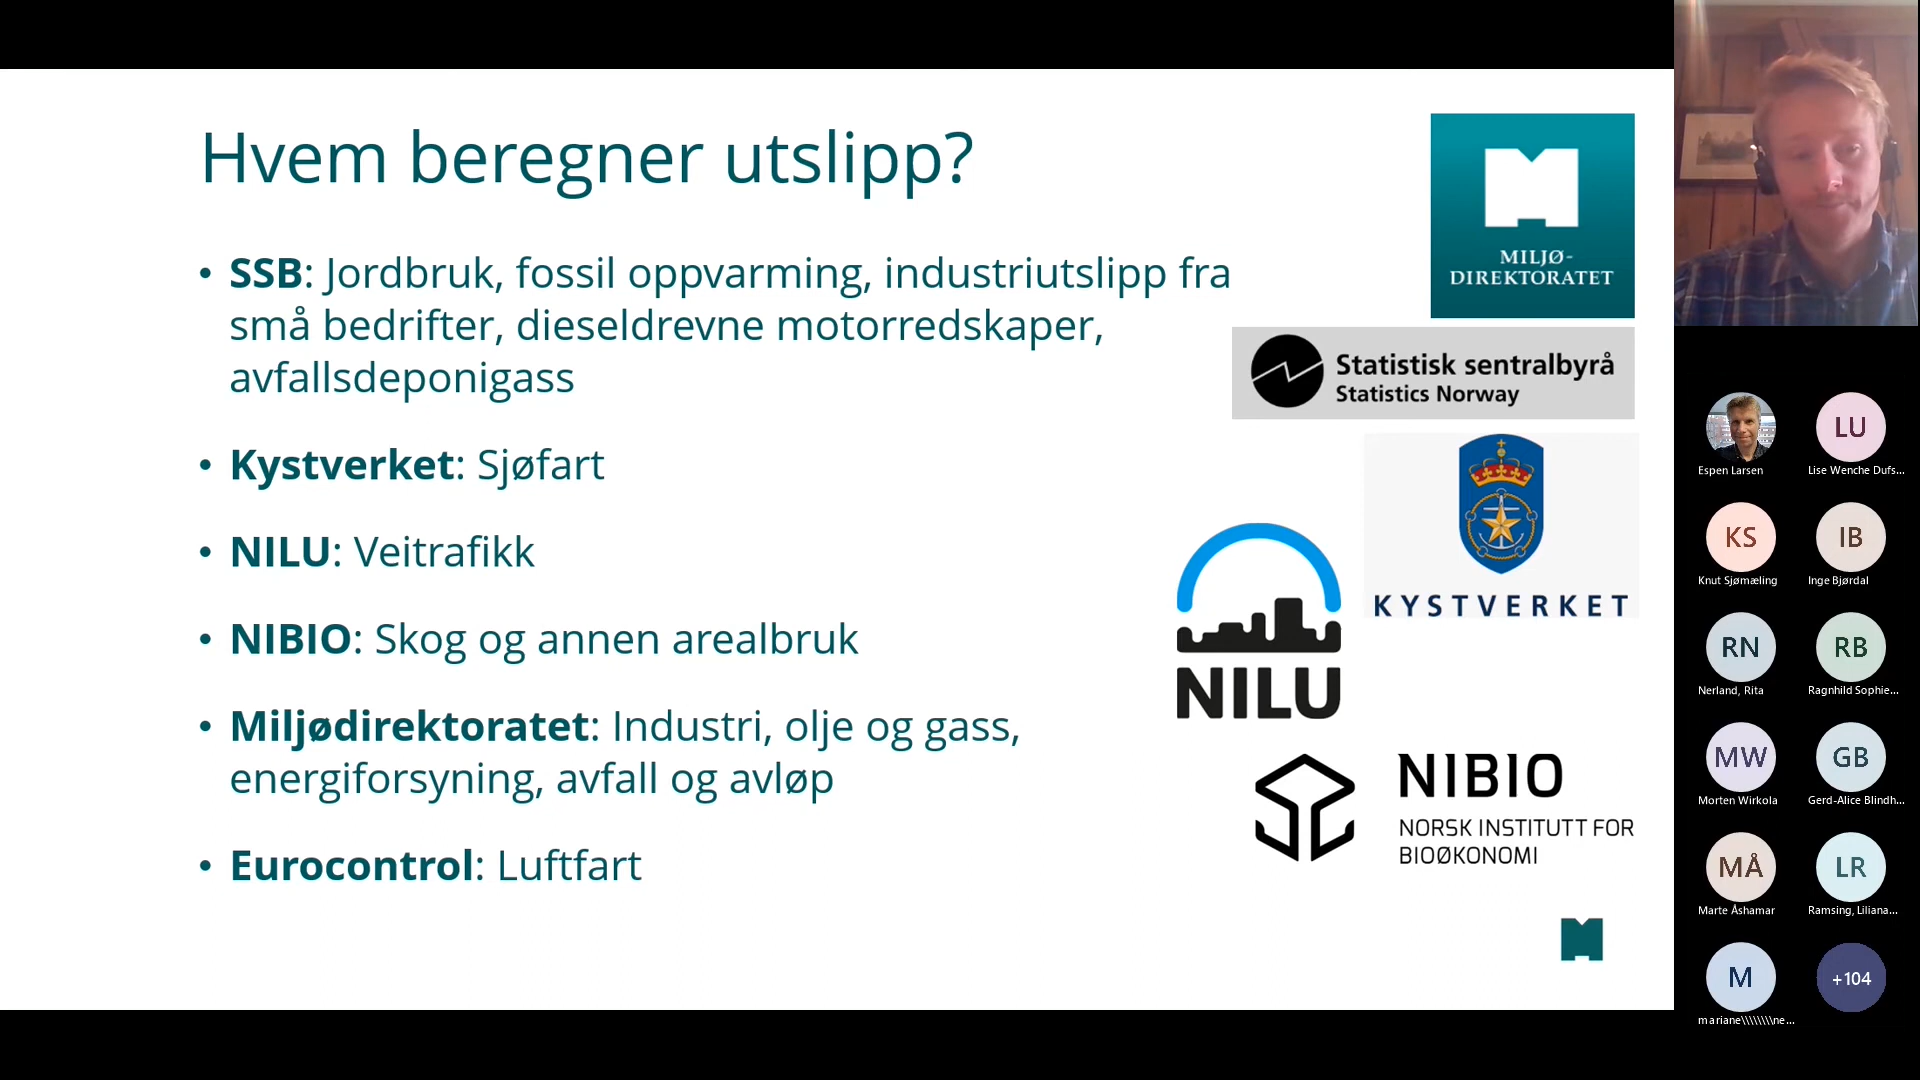 Hvem beregner utslipp?
• SSB: Jordbruk, fossil oppvarming, industriutslipp fra
små bedrifter, dieseldrevne motorredskaper,
avfallsdeponigass
• Kystverket: Sjøfart
• NILU: Veitrafikk
• NIBIO: Skog og annen arealbruk
• Miljødirektoratet: Industri, olje og gass,
energiforsyning, avfall og avløp
• Eurocontrol: Luftfart
MILJØ-
DIREKTORATET
Statistisk sentralbyrå
Statistics Norway
KYSTVERKET
NILU
NIBIO
NORSK INSTITUTT FOR
BIOØKONOMI
Espen Larsen
LU
Lise Wenche Dufs...
KS
Knut Sjømæling
IB
Inge Bjørdal
RN
Nerland, Rita
RB
Ragnhild Sophie...
MW
Morten Wirkola
GB
Gerd-Alice Blindh...
MÅ
Marte Åshamar
LR
Ramsing, Liliana...
M
mariane\\\\\\\\ne...
+104